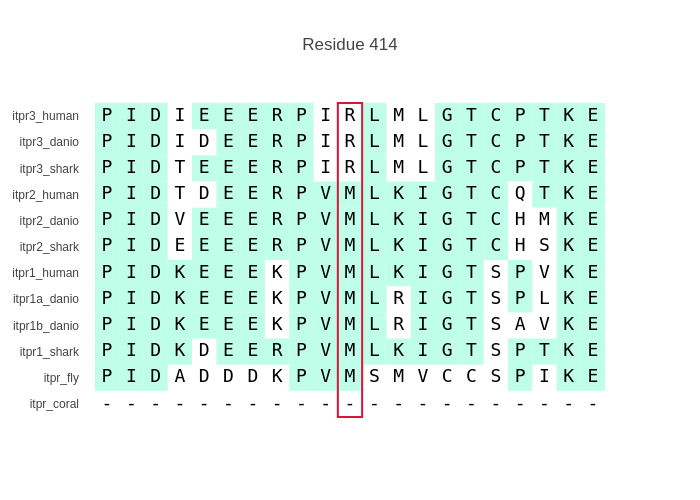 Residue 414
itpr3_human P I D I E E E R P I R L M L G T C P T K E
itpr3_danio P I D I D E E R P I R L M L G T C P T K E
itpr3_shark P I D T E E E R P I R L M L G T C P T K E
itpr2_human P I D T D E E R P V M L K I G T C Q T K E
itpr2_danio P I D V E E E R P V M L K I G T C H M K E
itpr2_shark P I D E E E E R P V M L K I G T C H S K E
itpr1_human P I D K E E E K P V M L K I G T S P V K E
itpr1a_danio P I D K E E E K P V M L R I G T S P L K E
itpr1b_danio P I D K E E E K P V M L R I G T S A V K E
itpr1_shark P I D K D E E R P V M L K I G T S P T K E
itpr_fly P I D A D D D K P V M S M V C C S P I K E
itpr_coral - - - - - - - - - - - - - - - - - - - - -